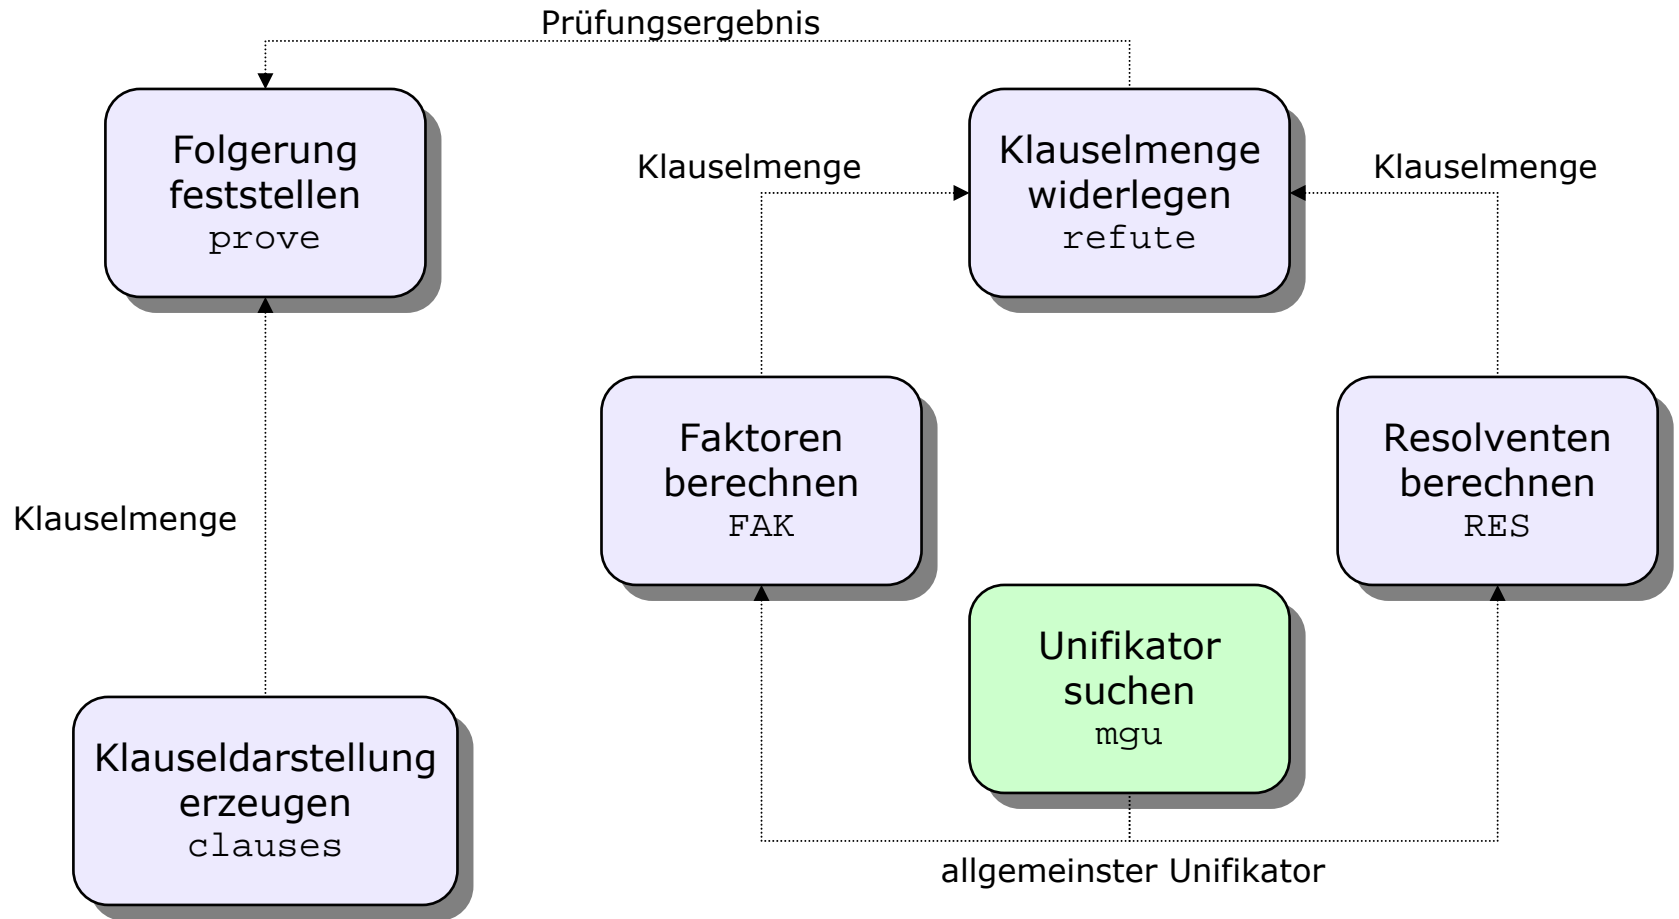 Prüfungsergebnis
Folgerung
feststellen
prove
Klauselmenge
Klauselmenge
widerlegen
refute
Klauselmenge
Faktoren
berechnen
FAK
Resolventen
berechnen
RES
Klauselmenge
Unifikator
suchen
mgu
Klauseldarstellung
erzeugen
clauses
allgemeinster Unifikator